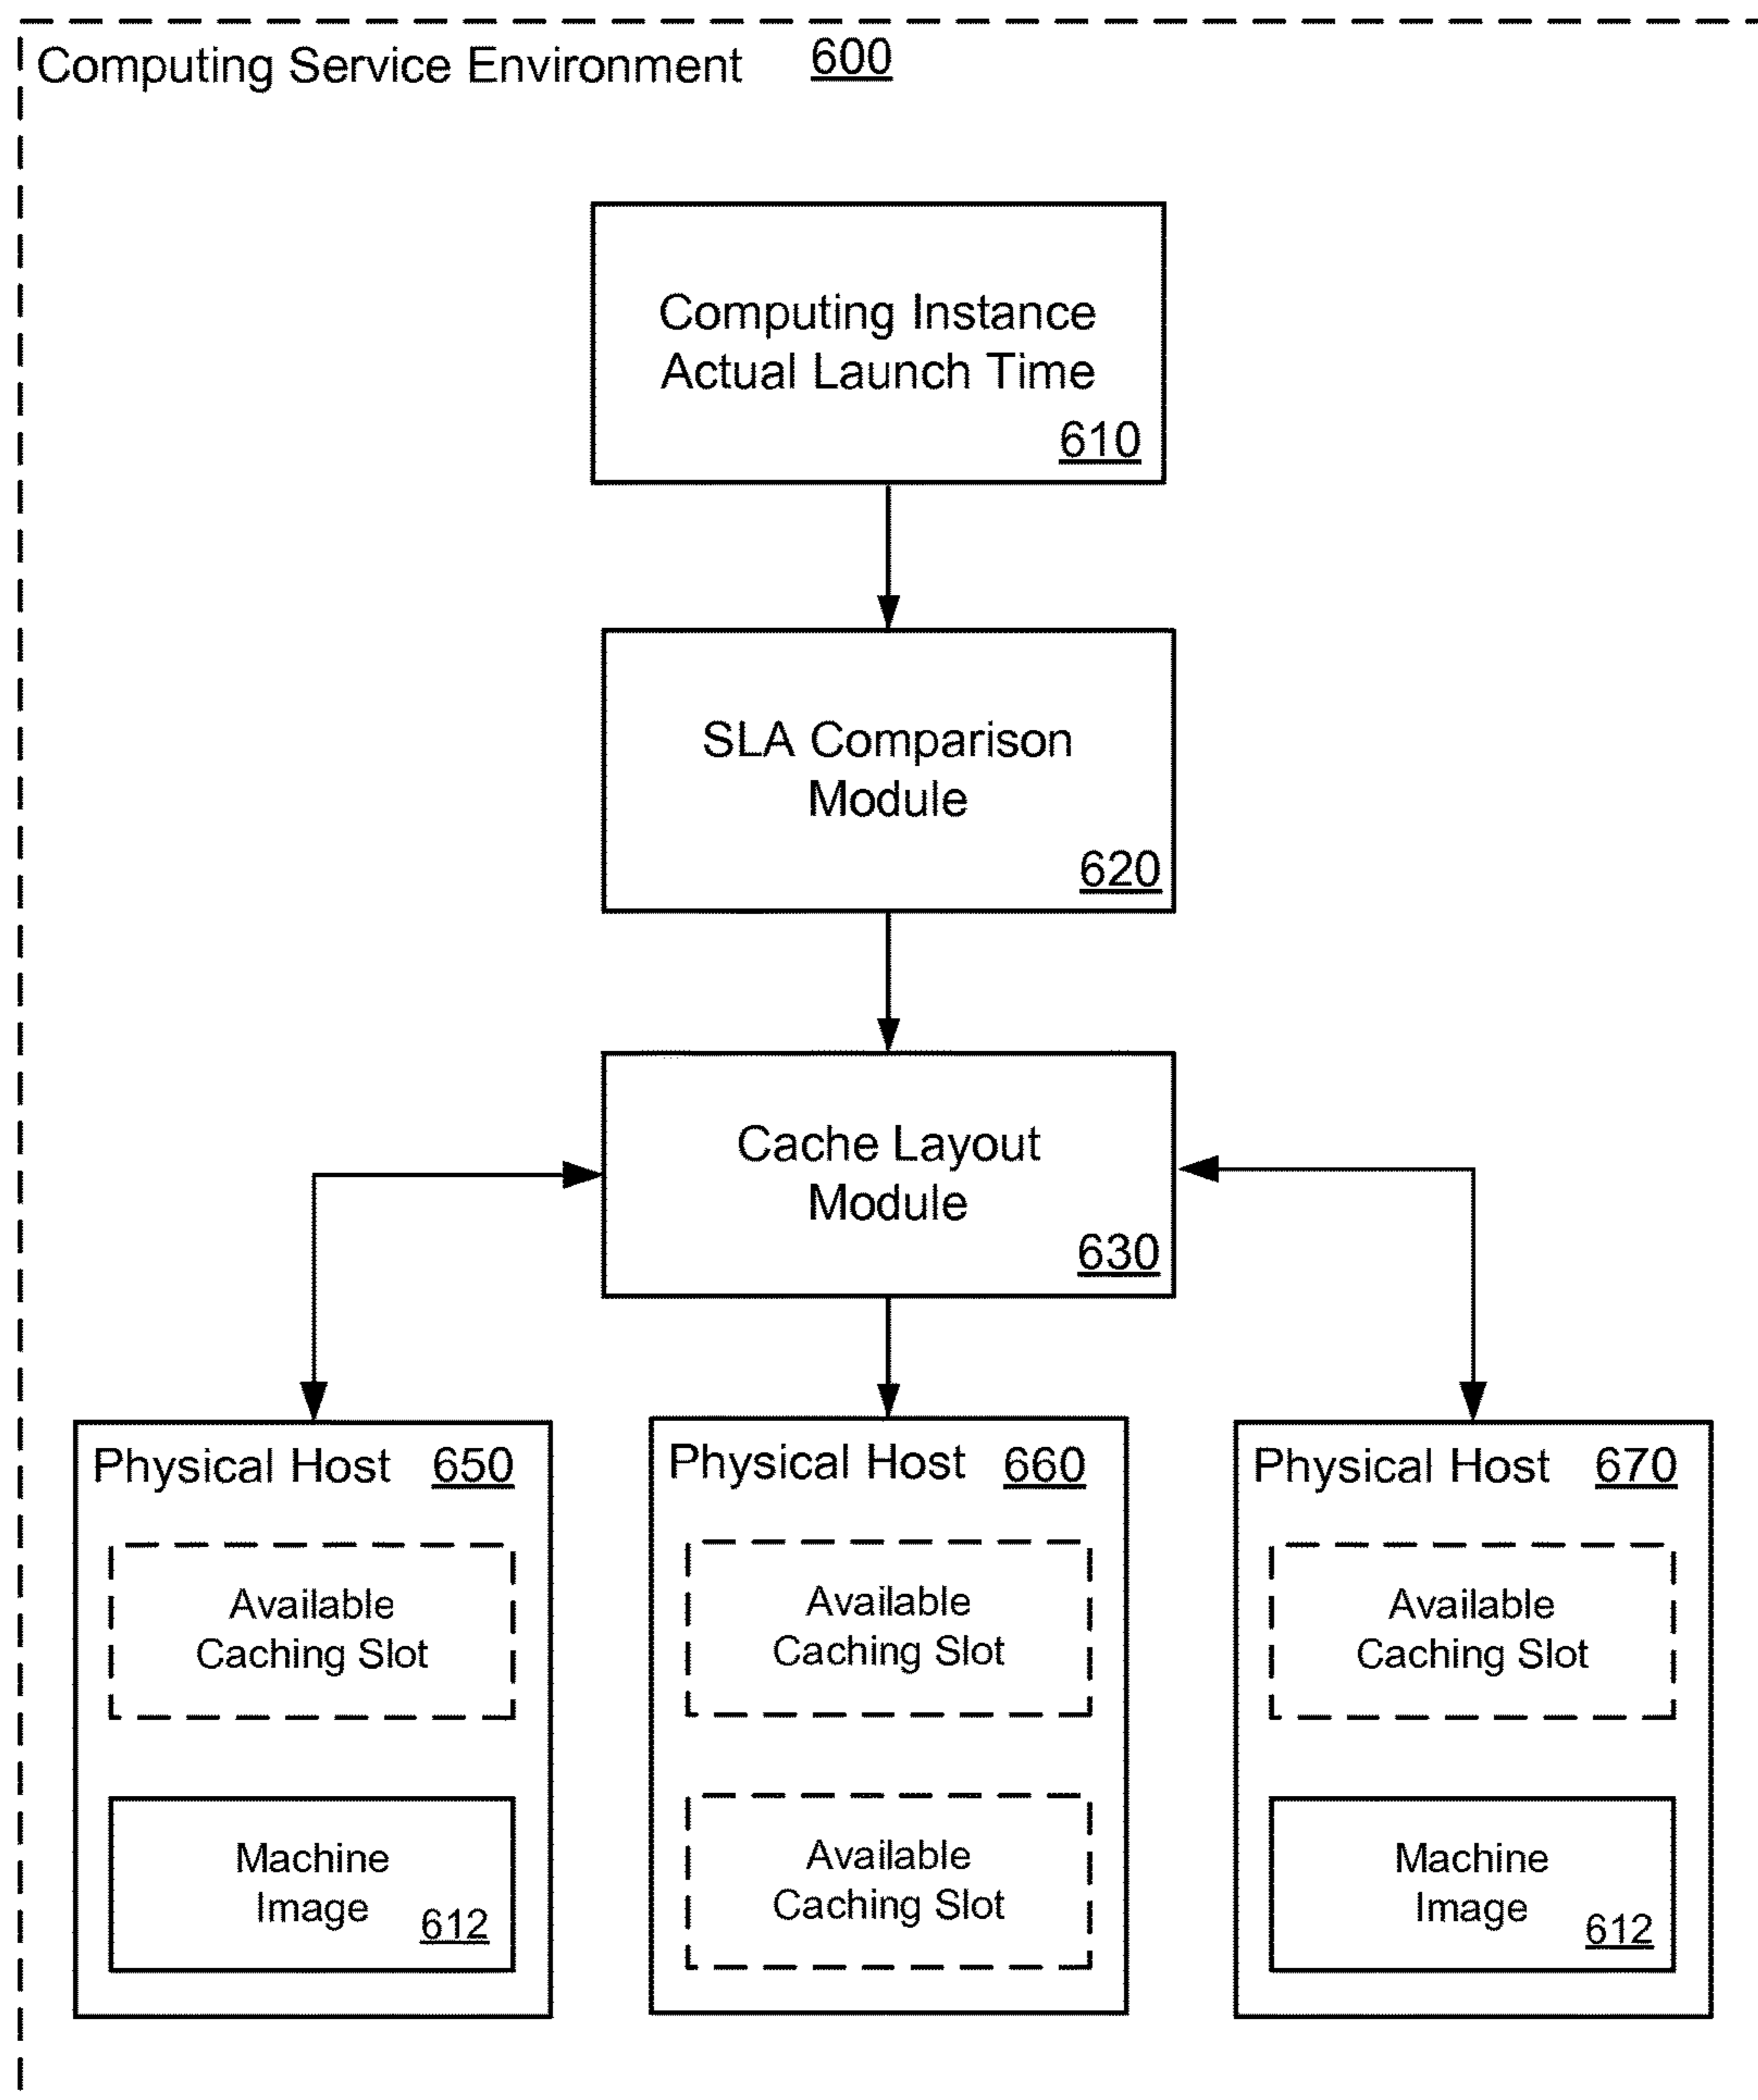 Computing Service Environment 600
Computing Instance
Actual Launch Time
610
SLA Comparison
Module
620
Cache Layout
Module
630
Physical Host 650
Available
Caching Slot
Machine
Image
612
Physical Host 660
Available
Caching Slot
Available
Caching Slot
Physical Host 670
Available
Caching Slot
Machine
Image
612